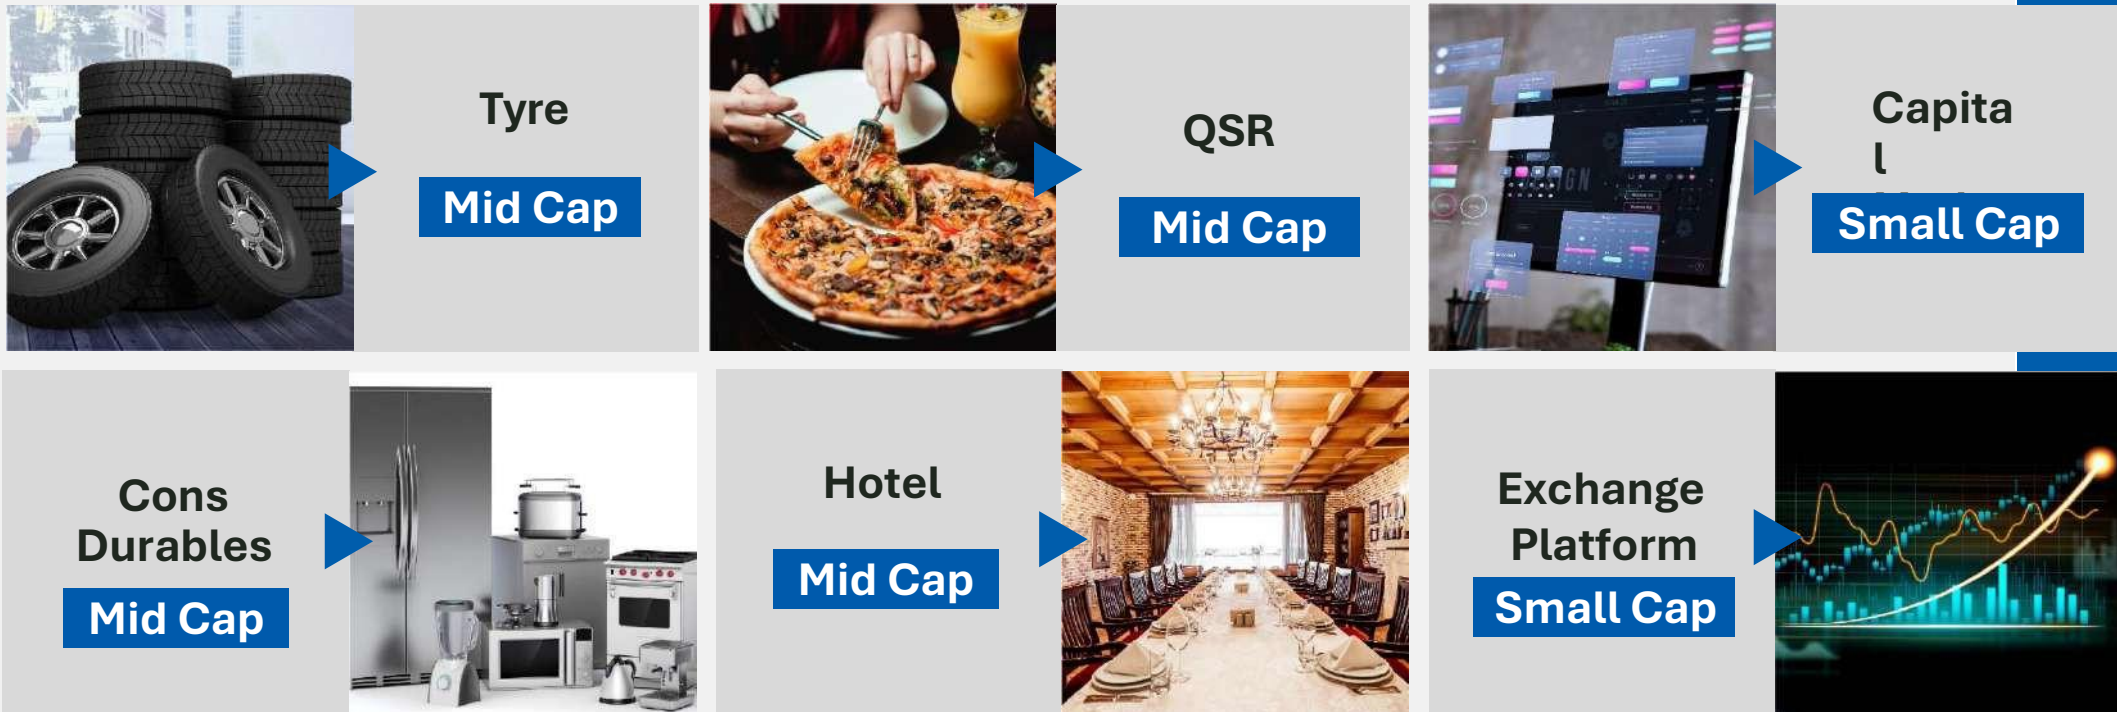 Tyre
Mid Cap
QSR
Mid Cap
Capita
l
Small Cap
Cons
Durables
Mid Cap
Hotel
Mid Cap
Exchange
Platform
Small Cap